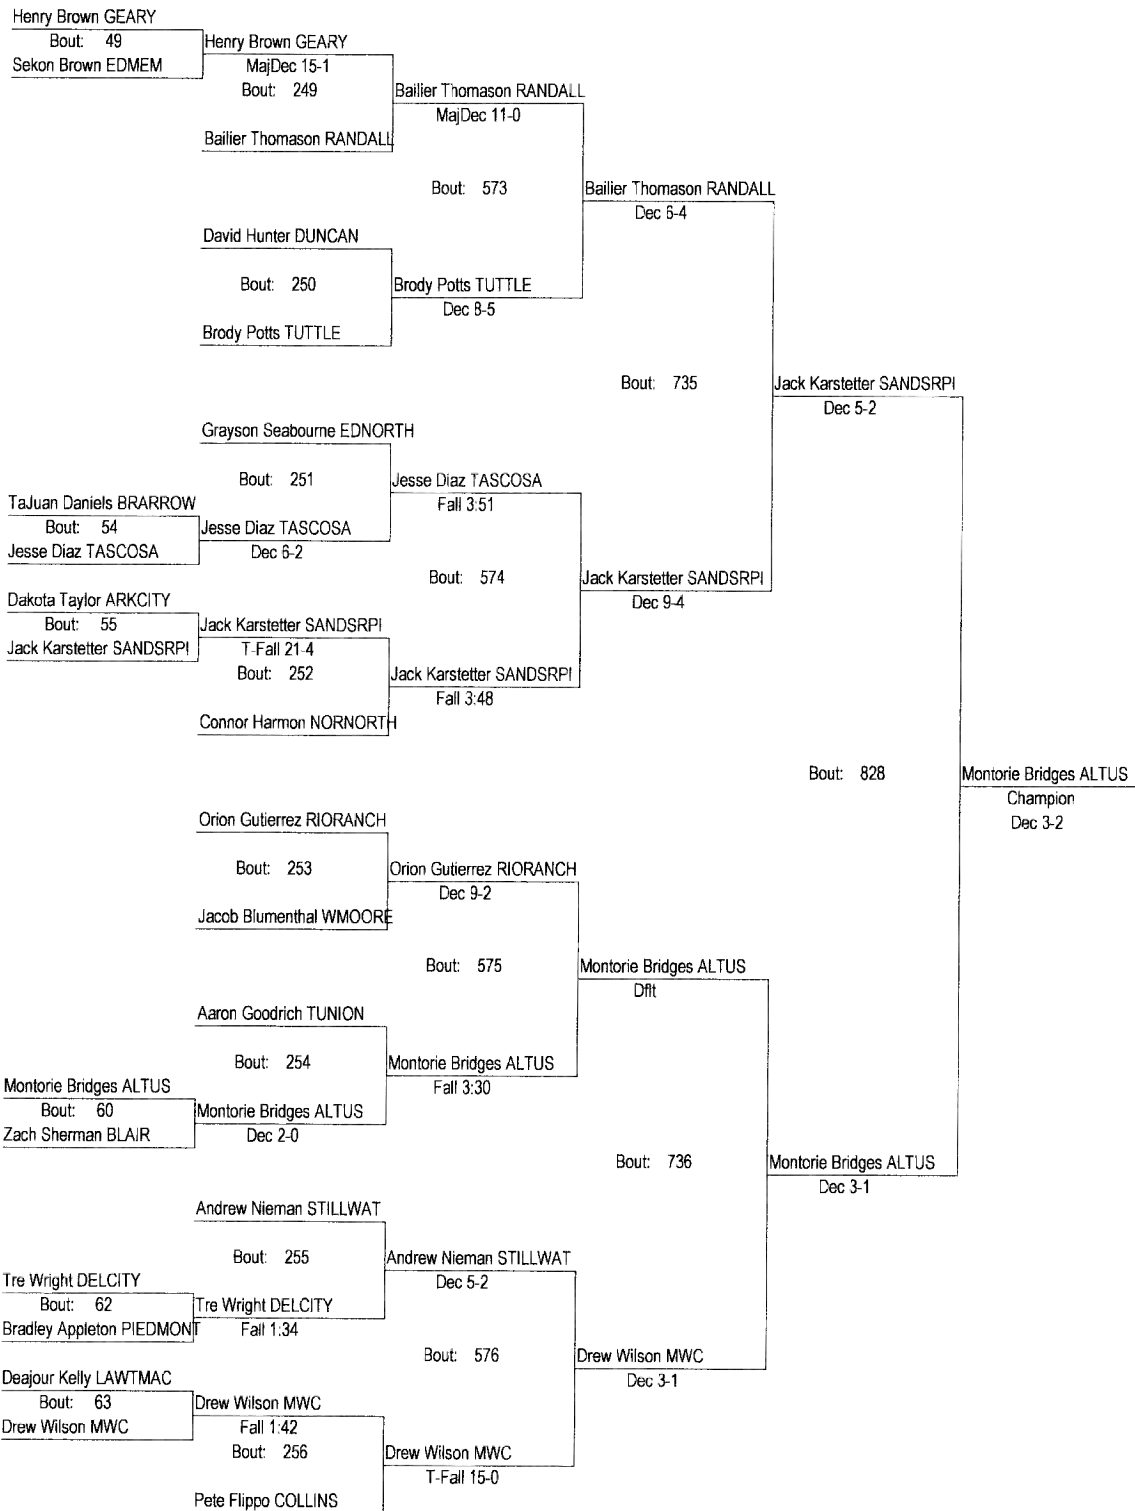 Henry Brown GEARY
Bout: 49
Sekon Brown EDMEM
Henry Brown GEARY
MajDec 15-1
Bout: 249
Bailier Thomason RANDALL
Bailier Thomason RANDALL
MajDec 11-0
Bout: 573
Bailier Thomason RANDALL
Dec 6-4
David Hunter DUNCAN
Bout: 250
Brody Potts TUTTLE
Brody Potts TUTTLE
Dec 8-5
Bout: 735
Jack Karstetter SANDSRPI
Dec 5-2
Grayson Seabourne EDNORTH
Bout: 251
TaJuan Daniels BRARROW
Bout: 54
Jesse Diaz TASCOSA
Jesse Diaz TASCOSA
Dec 6-2
Jesse Diaz TASCOSA
Fall 3:51
Bout: 574
Jack Karstetter SANDSRPI
Dec 9-4
Dakota Taylor ARKCITY
Bout: 55
Jack Karstetter SANDSRPI
Jack Karstetter SANDSRPI
T-Fall 21-4
Bout: 252
Connor Harmon NORNORTH
Jack Karstetter SANDSRPI
Fall 3:48
Bout: 828
Montorie Bridges ALTUS
Champion
Dec 3-2
Orion Gutierrez RIORANCH
Bout: 253
Jacob Blumenthal WMOORE
Orion Gutierrez RIORANCH
Dec 9-2
Bout: 575
Montorie Bridges ALTUS
Dflt
Aaron Goodrich TUNION
Bout: 254
Montorie Bridges ALTUS
Bout: 60
Zach Sherman BLAIR
Montorie Bridges ALTUS
Dec 2-0
Montorie Bridges ALTUS
Fall 3:30
Bout: 736
Montorie Bridges ALTUS
Dec 3-1
Andrew Nieman STILLWAT
Bout: 255
Tre Wright DELCITY
Bout: 62
Bradley Appleton PIEDMONT
Tre Wright DELCITY
Fall 1:34
Andrew Nieman STILLWAT
Dec 5-2
Bout: 576
Drew Wilson MWC
Dec 3-1
Deajour Kelly LAWTMAC
Bout: 63
Drew Wilson MWC
Drew Wilson MWC
Fall 1:42
Bout: 256
Pete Flippo COLLINS
Drew Wilson MWC
T-Fall 15-0